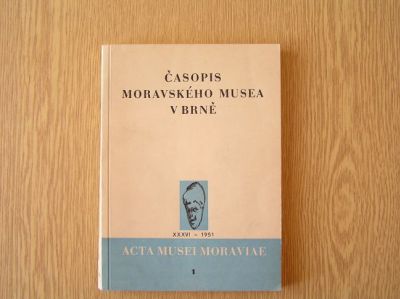 ČASOPIS
MORAVSKÉHO MUSEA
V BRNĚ
XXXVI - 1951
ACTA MUSEI MORAVIAE
1